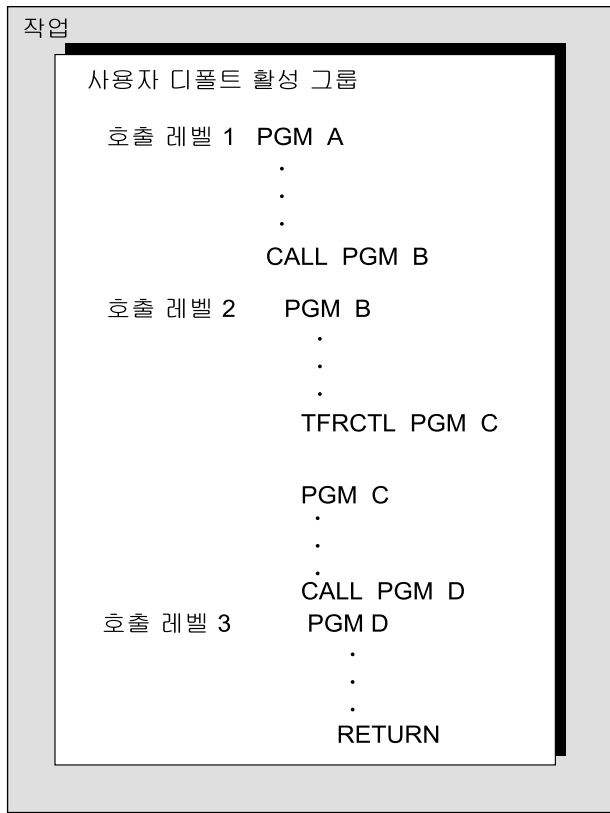 작업
사용자 디폴트 활성 그룹
호출 레벨 1 PGM A
.
.
.
CALL PGM B
호출 레벨 2 PGM B
.
.
.
TFRCTL PGM C
PGM C
.
.
.
CALL PGM D
호출 레벨 3 PGM D
.
.
.
RETURN